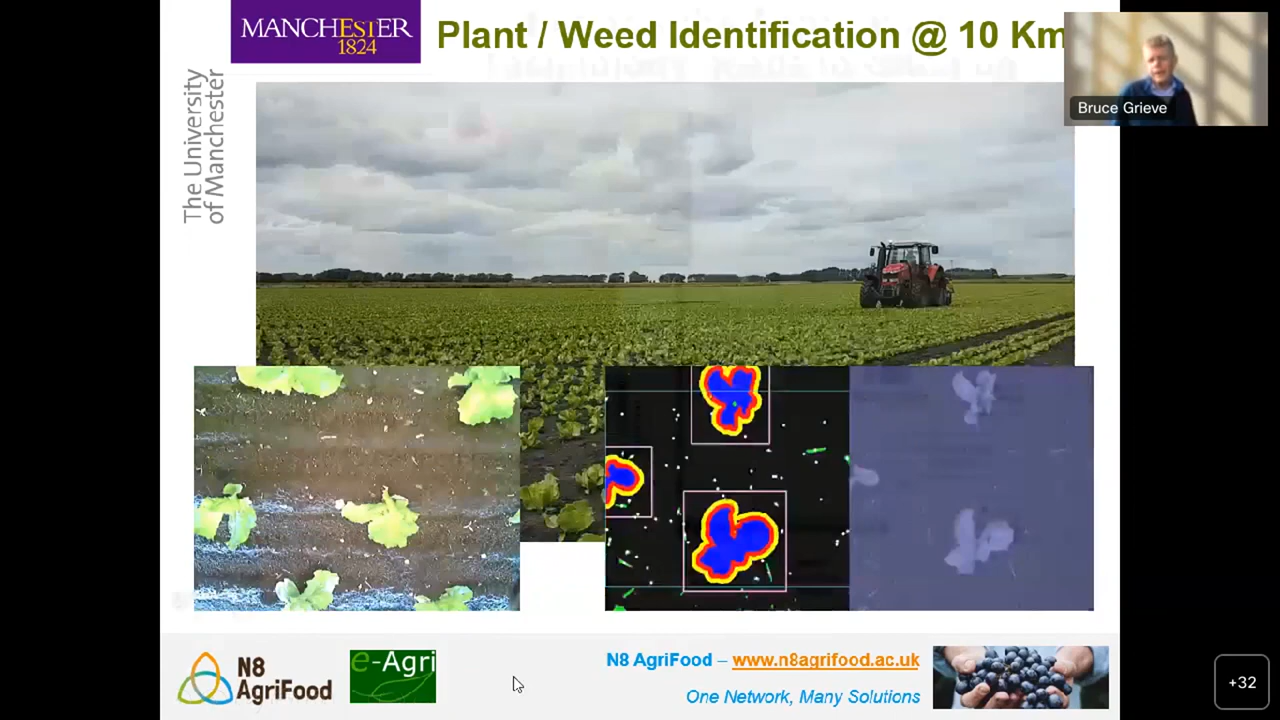 MANCHESTER
1824
The University
of Manchester
Plant / Weed Identification @ 10 Km
Bruce Grieve
N8
AgriFood
e-Agri
N8 AgriFood – www.n8agrifood.ac.uk
One Network, Many Solutions
+32